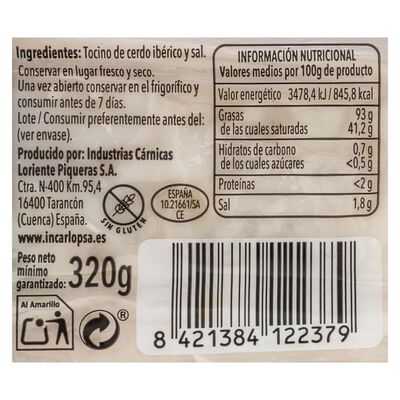 Ingredientes: Tocino de cerdo ibérico y sal.
Conservar en lugar fresco y seco.
Una vez abierto conservar en el frigorífico y
consumir antes de 7 días.
Lote / Consumir preferentemente antes del:
(ver envase).
Producido por: Industrias Cárnicas
Loriente Piqueras S.A.
Ctra. N-400 Km.95,4
16400 Tarancón
(Cuenca) España.
www.incarlopsa.es
SIN GLUTEN
ESPAÑA
10.21661/SA
CE
Peso neto
mínimo
garantizado: 320g
Al Amarillo
®
INFORMACIÓN NUTRICIONAL
Valores medios por 100g de producto
Valor energético 3478,4 kJ / 845,8 kcal
Grasas 93 g
de las cuales saturadas 41,2 g
Hidratos de carbono 0,7 g
de los cuales azúcares <0,5 g
Proteínas <2 g
Sal 1,8 g
8 421384 122379